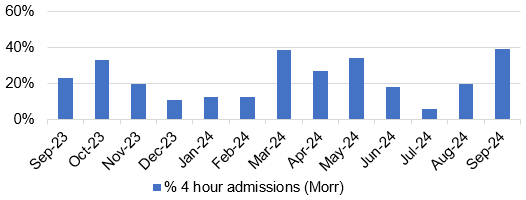 60%
40%
20%
0%
Sep-23 Oct-23 Nov-23 Dec-23 Jan-24 Feb-24 Mar-24 Apr-24 May-24 Jun-24 Jul-24 Aug-24 Sep-24
% 4 hour admissions (Morr)